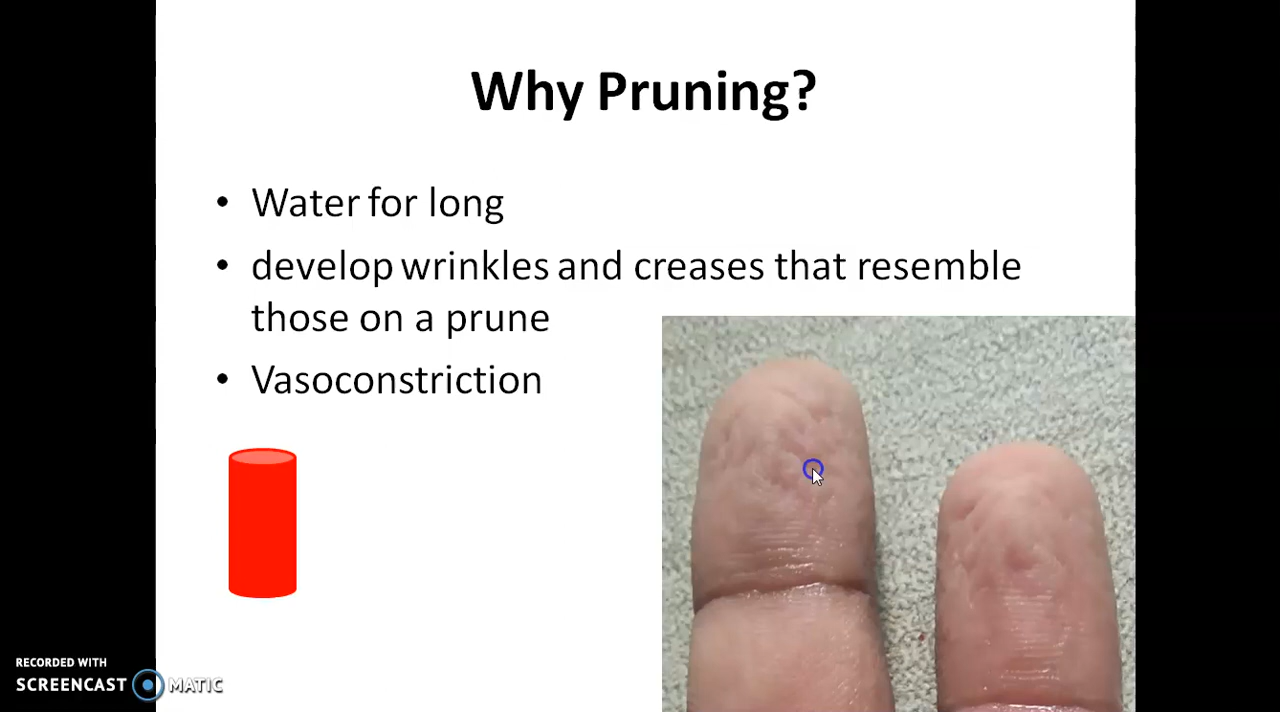 Why Pruning?
• Water for long
• develop wrinkles and creases that resemble
those on a prune
• Vasoconstriction
RECORDED WITH
SCREENCAST MATIC